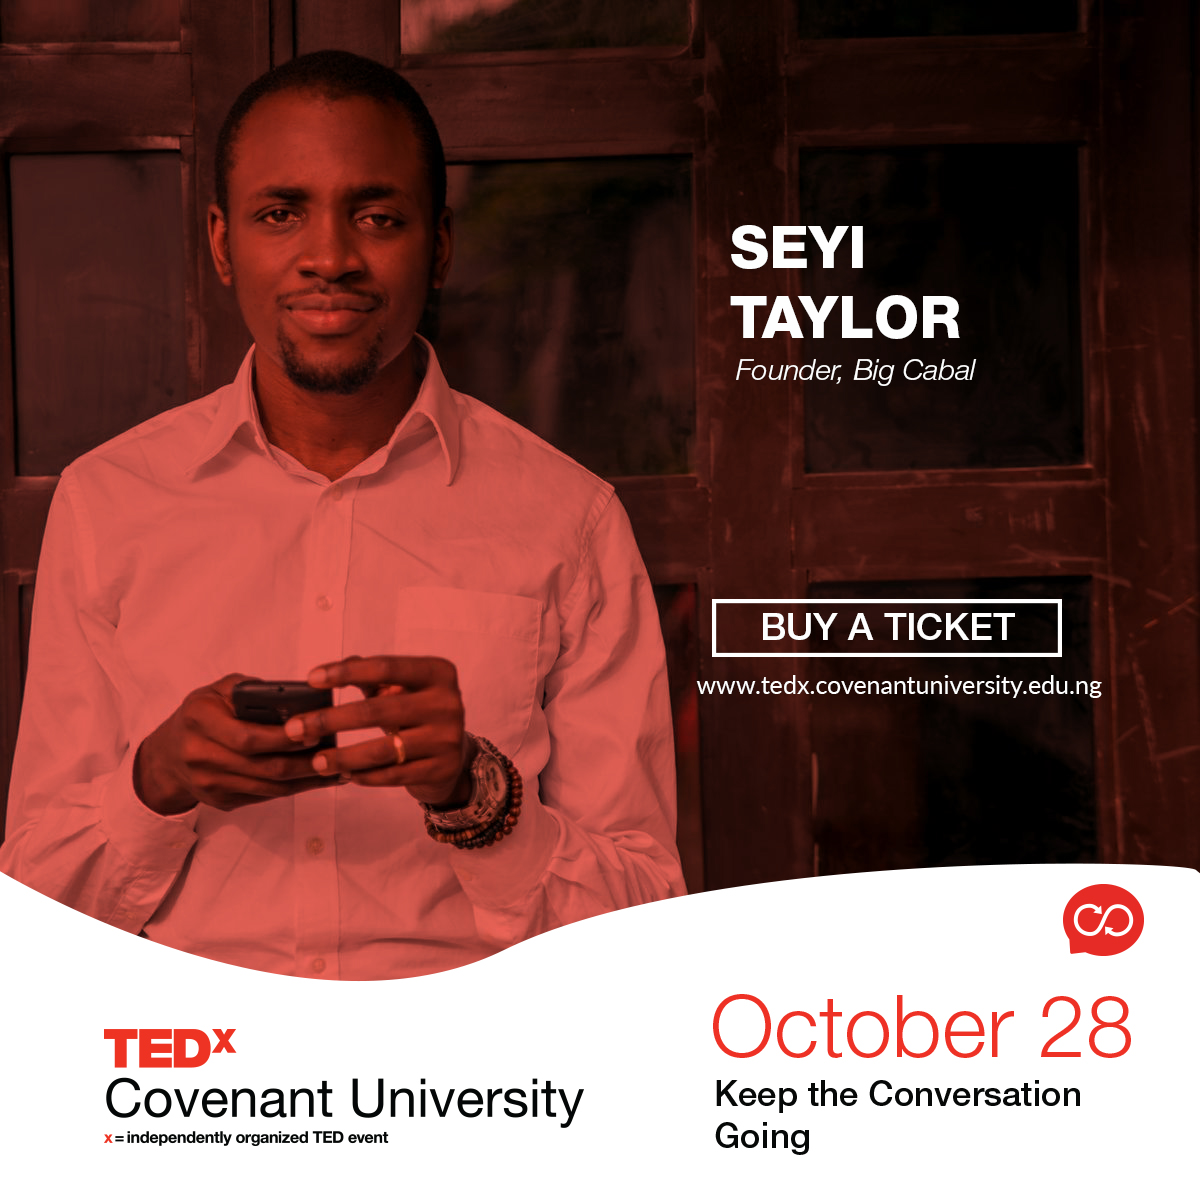 SEYI
TAYLOR
Founder, Big Cabal
BUY A TICKET
www.tedx.covenantuniversity.edu.ng
TEDx
Covenant University
x = independently organized TED event
October 28
Keep the Conversation
Going